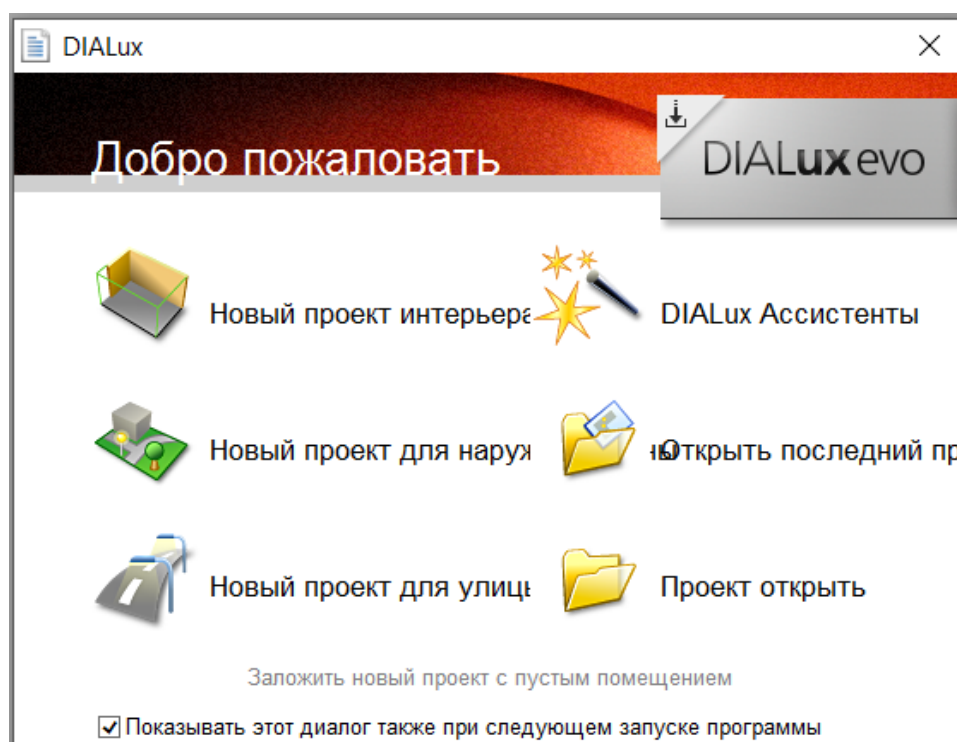 DIALux
Добро пожаловать
DIALux evo
Новый проект интерьера
DIALux Ассистенты
Новый проект для наруж
Открыть последний пр
Новый проект для улицы
Проект открыть
Заложить новый проект с пустым помещением
Показывать этот диалог также при следующем запуске программы